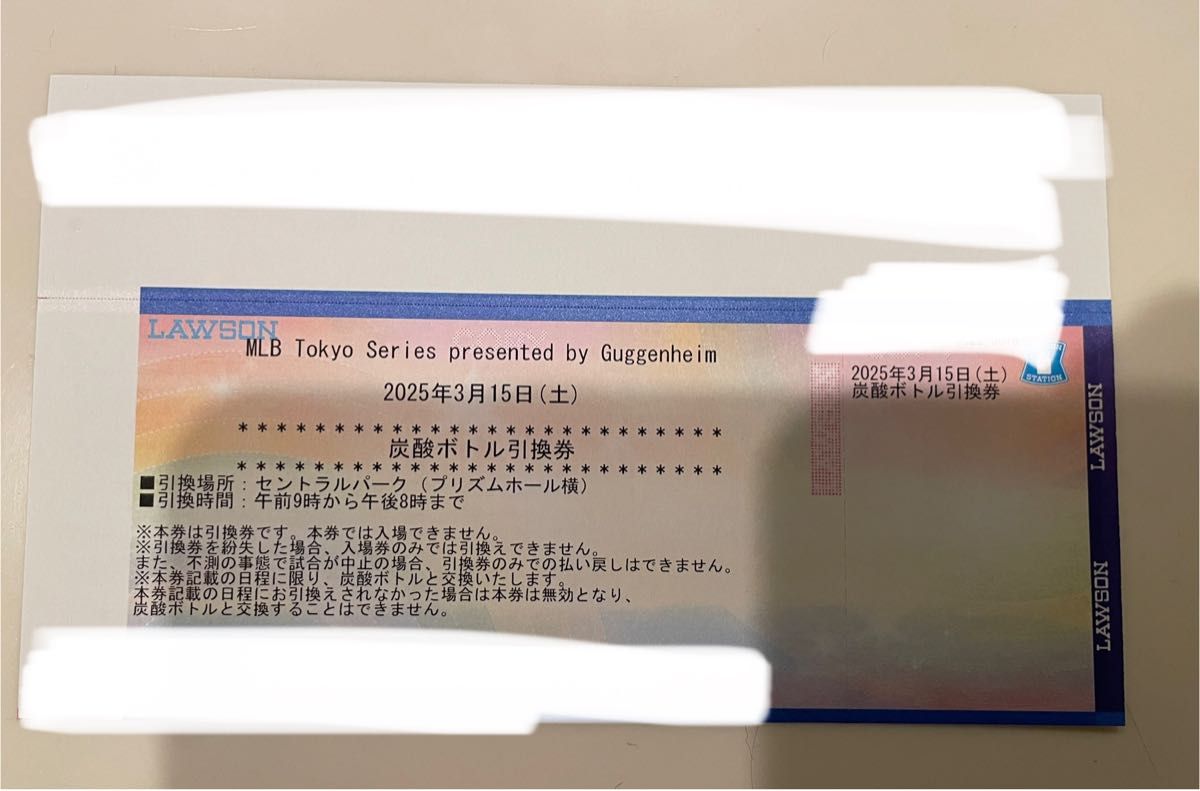 LAWSON
MLB Tokyo Series presented by Guggenheim
2025年3月15日(土)
＊＊＊＊＊＊＊＊＊＊＊＊＊＊＊＊＊＊＊＊＊＊＊＊＊
炭酸ボトル引換券
＊＊＊＊＊＊＊＊＊＊＊＊＊＊＊＊＊＊＊＊＊＊＊＊＊
■引換場所：セントラルパーク（プリズムホール横）
■引換時間：午前9時から午後8時まで
※本券は引換券です。本券では入場できません。
※引換券を紛失した場合、入場券のみでは引換えできません。
また、不測の事態で試合が中止の場合、引換券のみでの払い戻しはできません。
※本券記載の日程に限り、炭酸ボトルと交換いたします。
本券記載の日程にお引換えされなかった場合は本券は無効となり、
炭酸ボトルと交換することはできません。
2025年3月15日(土)
炭酸ボトル引換券
STATION
LAWSON
LAWSON